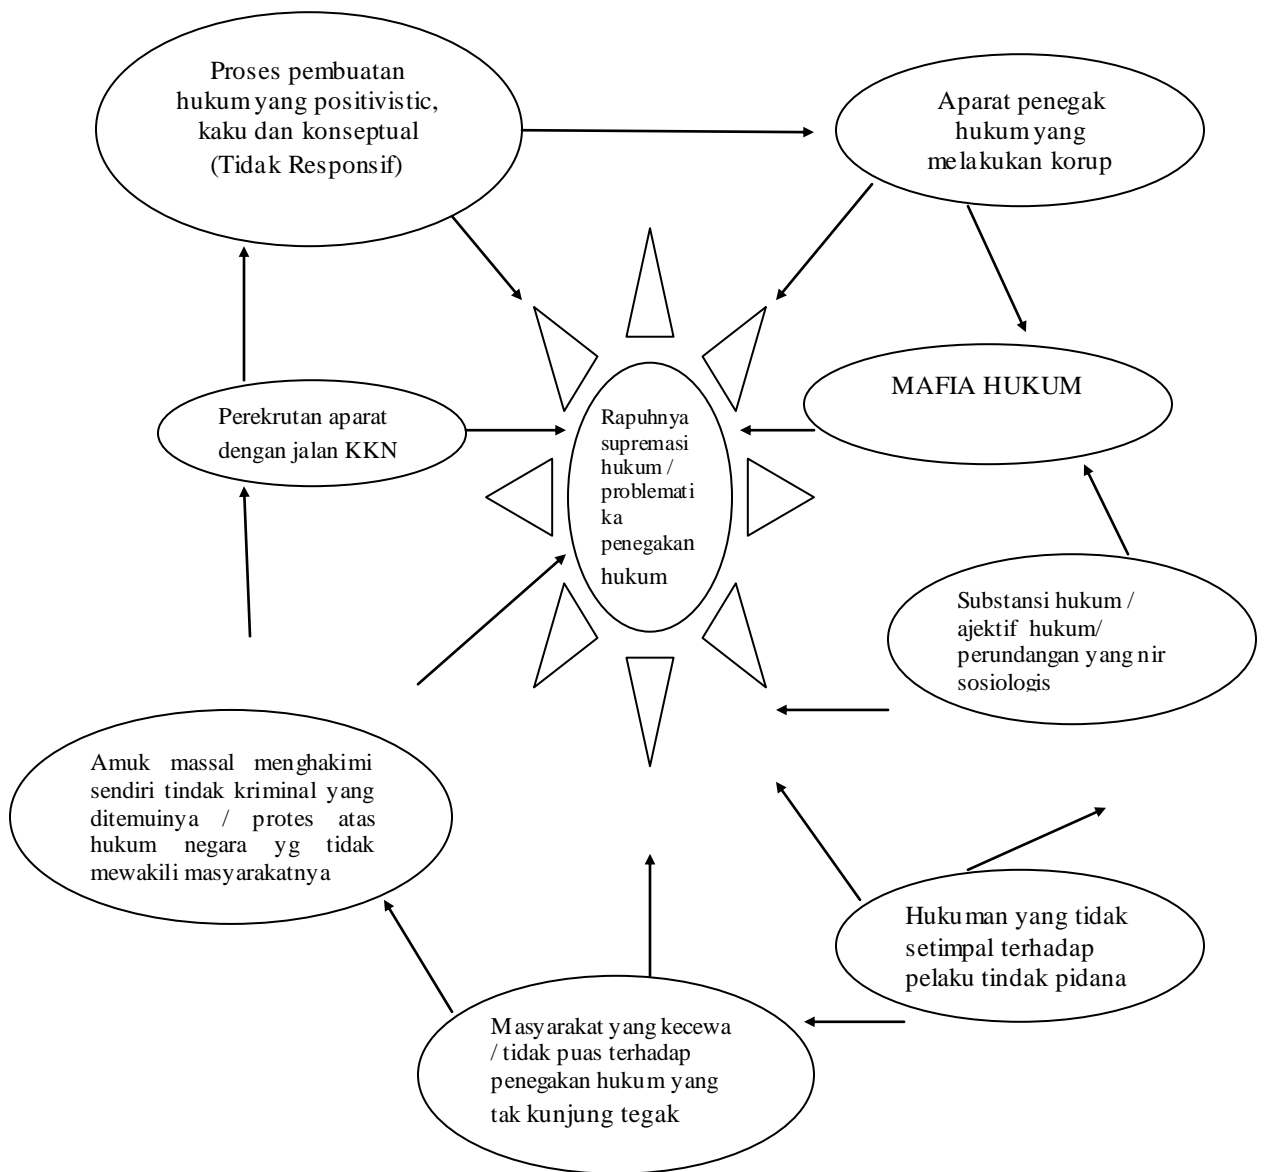 Proses pembuatan
hukum yang positivistic,
kaku dan konseptual
(Tidak Responsif)
Aparat penegak
hukum yang
melakukan korup
MAFIA HUKUM
Perekrutan aparat
dengan jalan KKN
Rapuhnya
supremasi
hukum /
problemati
ka
penegakan
hukum
Substansi hukum /
ajektif hukum/
perundangan yang nir
sosiologis
Amuk massal menghakimi
sendiri tindak kriminal yang
ditemuinya / protes atas
hukum negara yg tidak
mewakili masyarakatnya
Hukuman yang tidak
setimpal terhadap
pelaku tindak pidana
Masyarakat yang kecewa
/ tidak puas terhadap
penegakan hukum yang
tak kunjung tegak